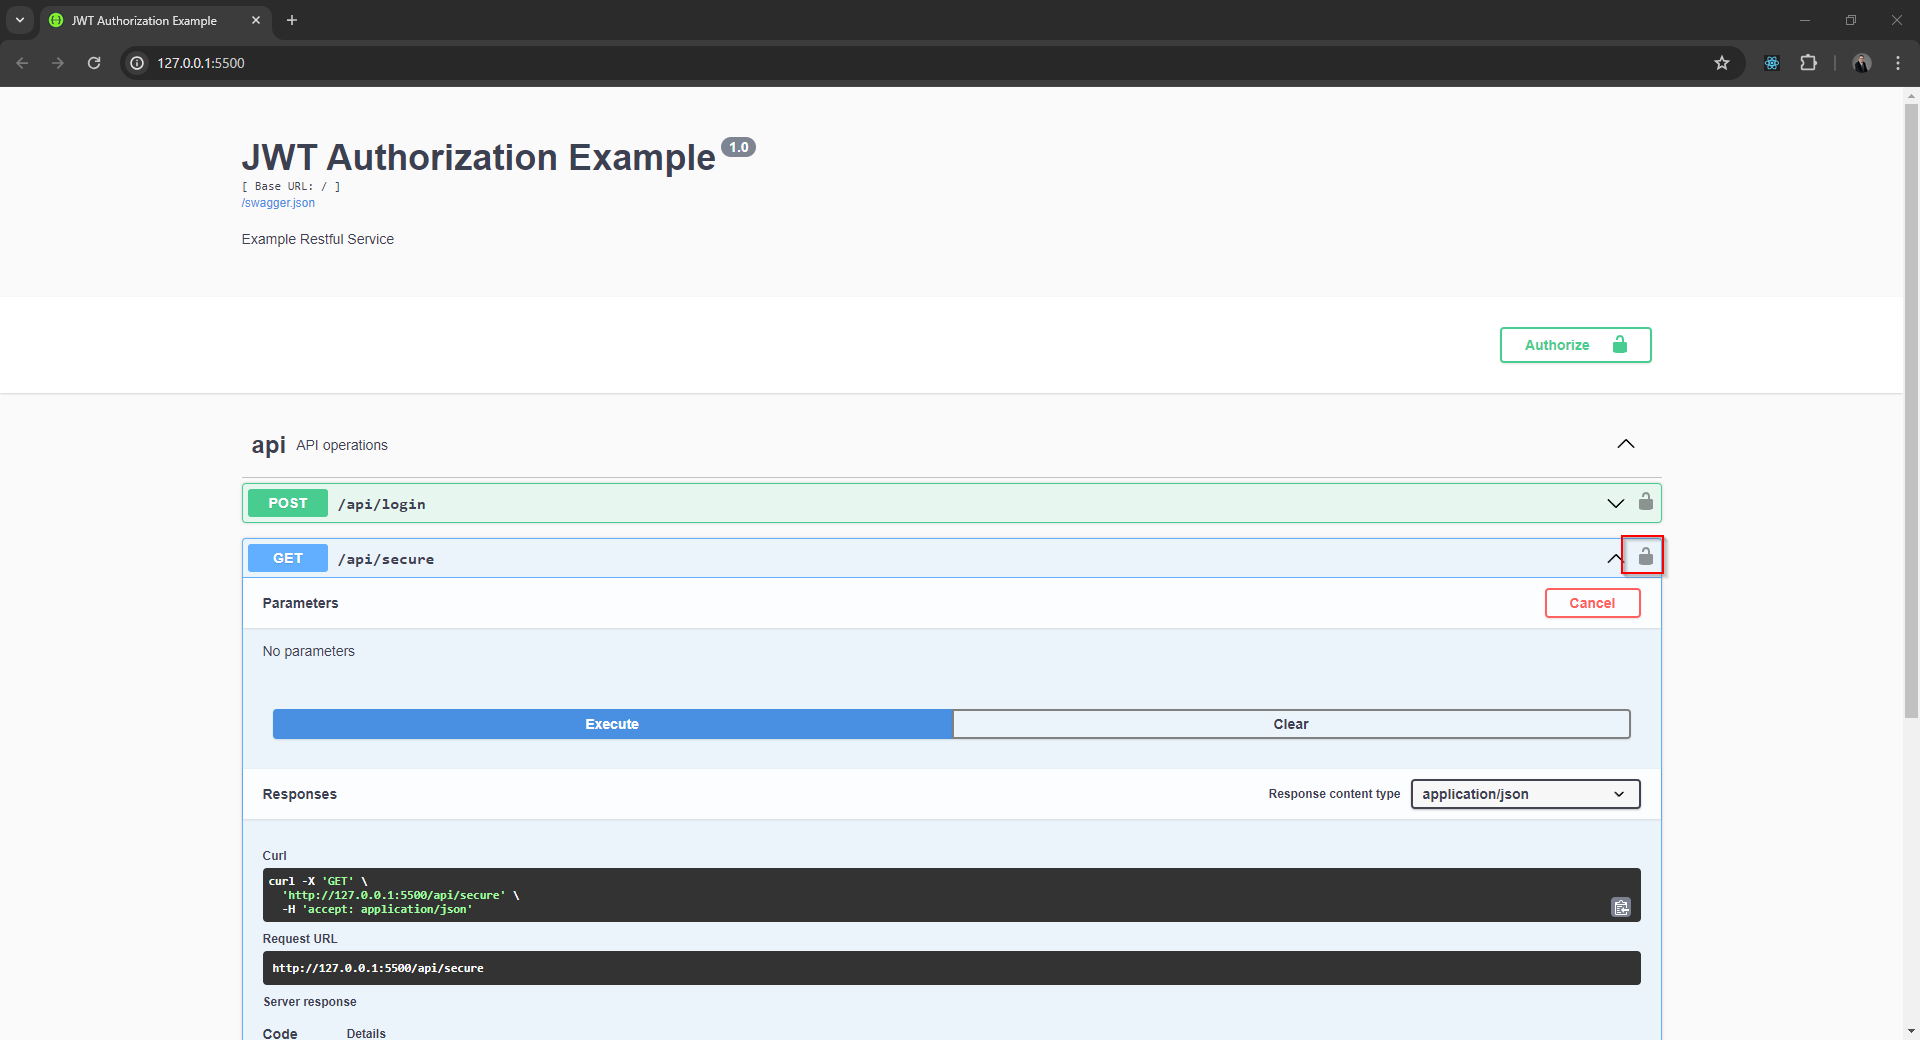 JWT Authorization Example
127.0.0.1:5500
JWT Authorization Example 1.0
[ Base URL: / ]
/swagger.json
Example Restful Service
Authorize
api API operations
POST /api/login
GET /api/secure
Parameters
Cancel
No parameters
Execute
Clear
Responses
Response content type
application/json
Curl
curl -X 'GET' \
'http://127.0.0.1:5500/api/secure' \
-H 'accept: application/json'
Request URL
http://127.0.0.1:5500/api/secure
Server response
Code Details